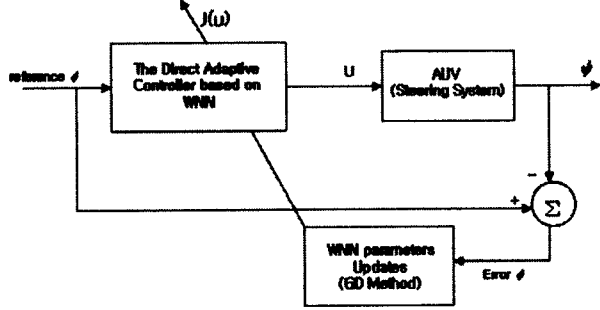 J(u)
reference
The Direct Adaptive
Controller based on
WNN
U
AUV
(Steering System)
ψ
-
+
Σ
WNN parameters
Updates
(GD Method)
Error